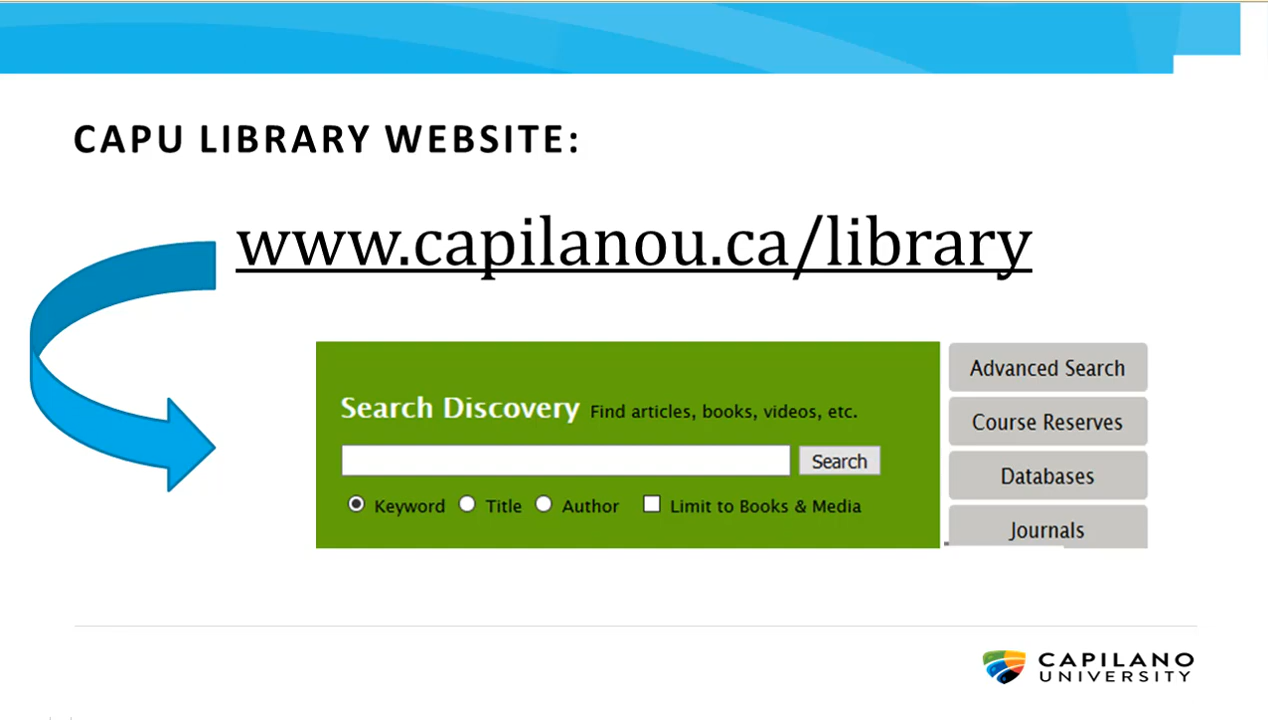 CAPU LIBRARY WEBSITE:
www.capilanou.ca/library
Search Discovery Find articles, books, videos, etc.
Search
Keyword Title Author Limit to Books & Media
Advanced Search
Course Reserves
Databases
Journals
CAPILANO
UNIVERSITY